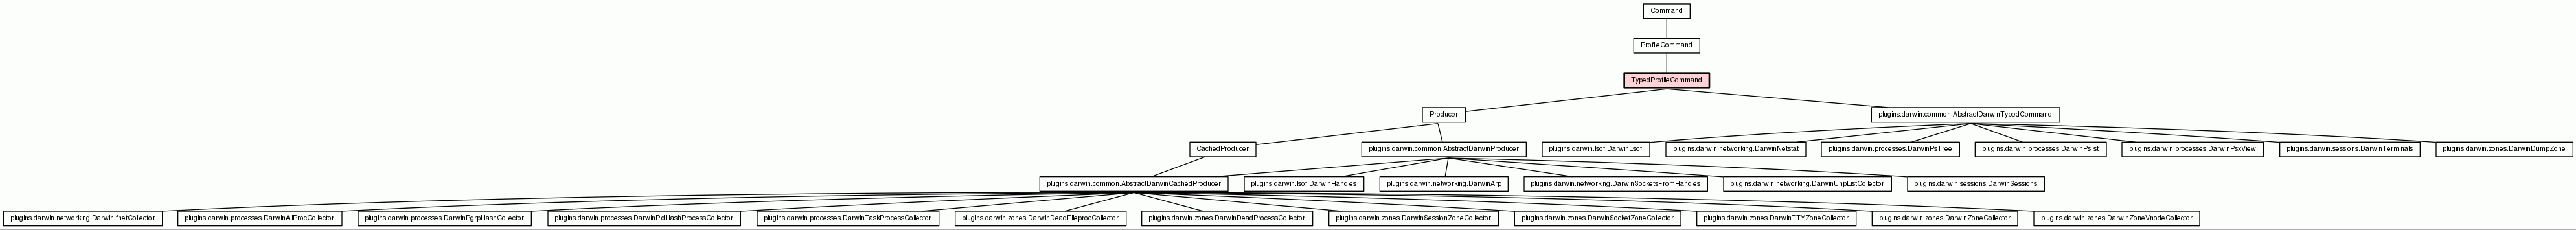 Command
ProfileCommand
TypedProfileCommand
Producer
plugins.darwin.common.AbstractDarwinTypedCommand
CachedProducer
plugins.darwin.common.AbstractDarwinProducer
plugins.darwin.lsof.DarwinLsof
plugins.darwin.networking.DarwinNetstat
plugins.darwin.processes.DarwinPsTree
plugins.darwin.processes.DarwinPslist
plugins.darwin.processes.DarwinPsxView
plugins.darwin.sessions.DarwinTerminals
plugins.darwin.zones.DarwinDumpZone
plugins.darwin.common.AbstractDarwinCachedProducer
plugins.darwin.lsof.DarwinHandles
plugins.darwin.networking.DarwinArp
plugins.darwin.networking.DarwinSocketsFromHandles
plugins.darwin.networking.DarwinUnpListCollector
plugins.darwin.sessions.DarwinSessions
plugins.darwin.networking.DarwinIfnetCollector
plugins.darwin.processes.DarwinAllProcCollector
plugins.darwin.processes.DarwinPgrpHashCollector
plugins.darwin.processes.DarwinPidHashProcessCollector
plugins.darwin.processes.DarwinTaskProcessCollector
plugins.darwin.zones.DarwinDeadFileprocCollector
plugins.darwin.zones.DarwinDeadProcessCollector
plugins.darwin.zones.DarwinSessionZoneCollector
plugins.darwin.zones.DarwinSocketZoneCollector
plugins.darwin.zones.DarwinTTYZoneCollector
plugins.darwin.zones.DarwinZoneCollector
plugins.darwin.zones.DarwinZoneVnodeCollector